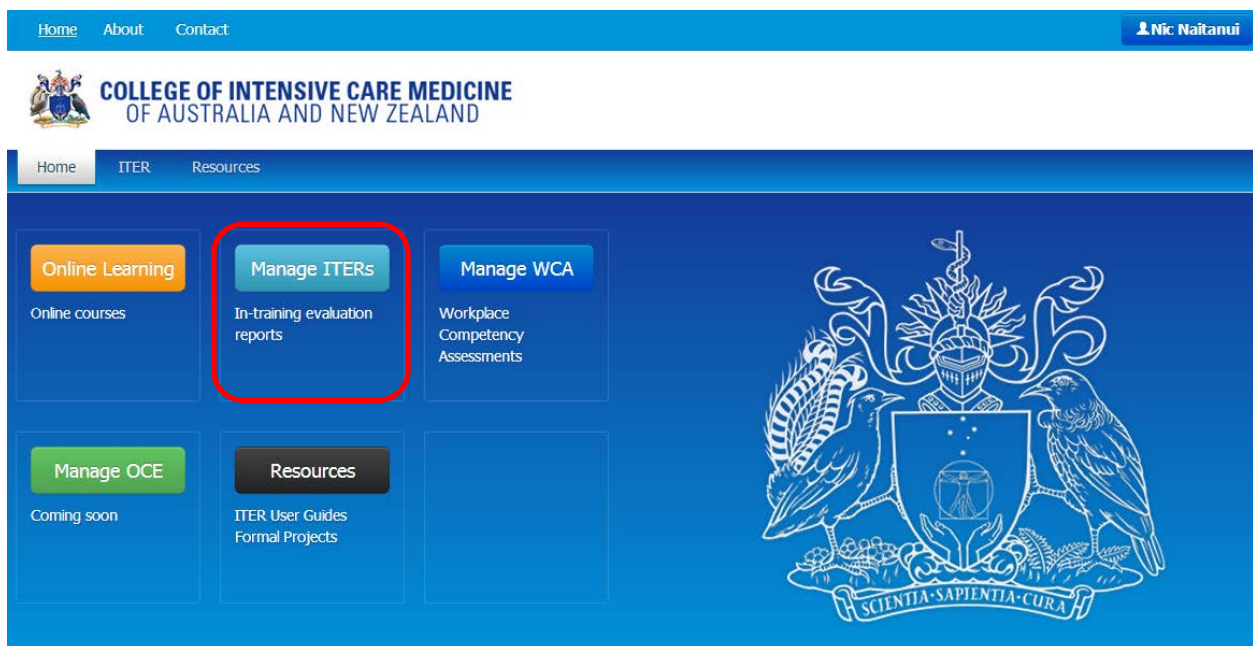 Home About Contact
Nic Naitanui
COLLEGE OF INTENSIVE CARE MEDICINE
OF AUSTRALIA AND NEW ZEALAND
Home ITER Resources
Online Learning
Online courses
Manage ITERs
In-training evaluation
reports
Manage WCA
Workplace
Competency
Assessments
Manage OCE
Coming soon
Resources
ITER User Guides
Formal Projects
SCIENTIA·SAPIENTIA·CURA